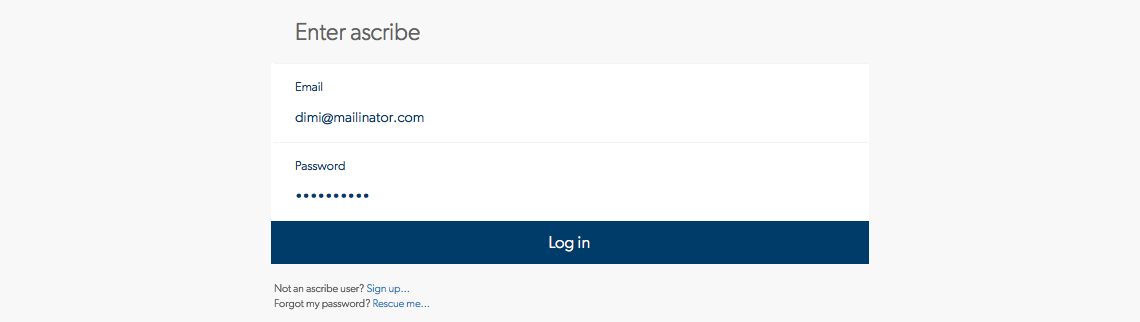 Enter ascribe
Email
dimi@mailinator.com
Password
••••••••••
Log in
Not an ascribe user? Sign up...
Forgot my password? Rescue me...